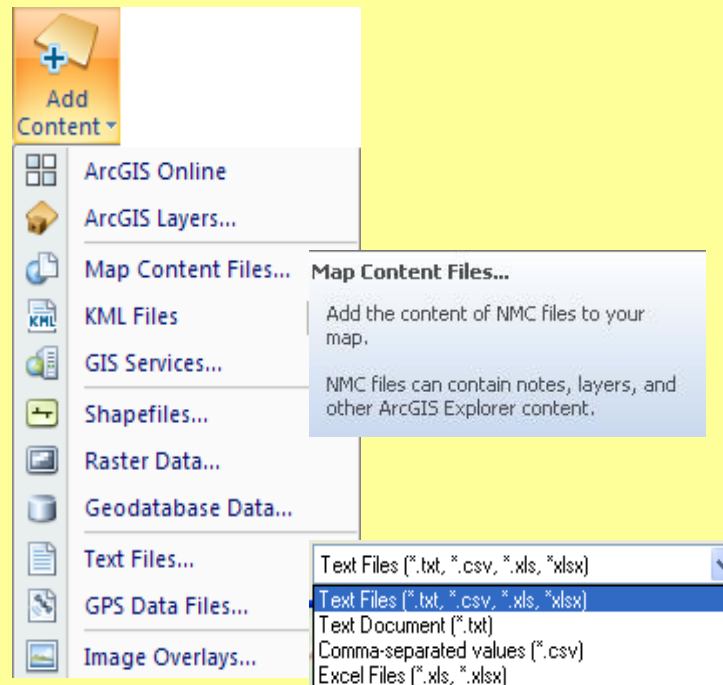 Add
Content
ArcGIS Online
ArcGIS Layers...
Map Content Files...
KML
KML Files
GIS Services...
Shapefiles...
Raster Data...
Geodatabase Data...
Text Files...
GPS Data Files...
Image Overlays...
Map Content Files...
Add the content of NMC files to your
map.
NMC files can contain notes, layers, and
other ArcGIS Explorer content.
Text Files (*.txt, *.csv, *.xls, *xlsx)
Text Files (*.txt, *.csv, *.xls, *xlsx)
Text Document (*.txt)
Comma-separated values (*.csv)
Excel Files (*.xls, *.xlsx)